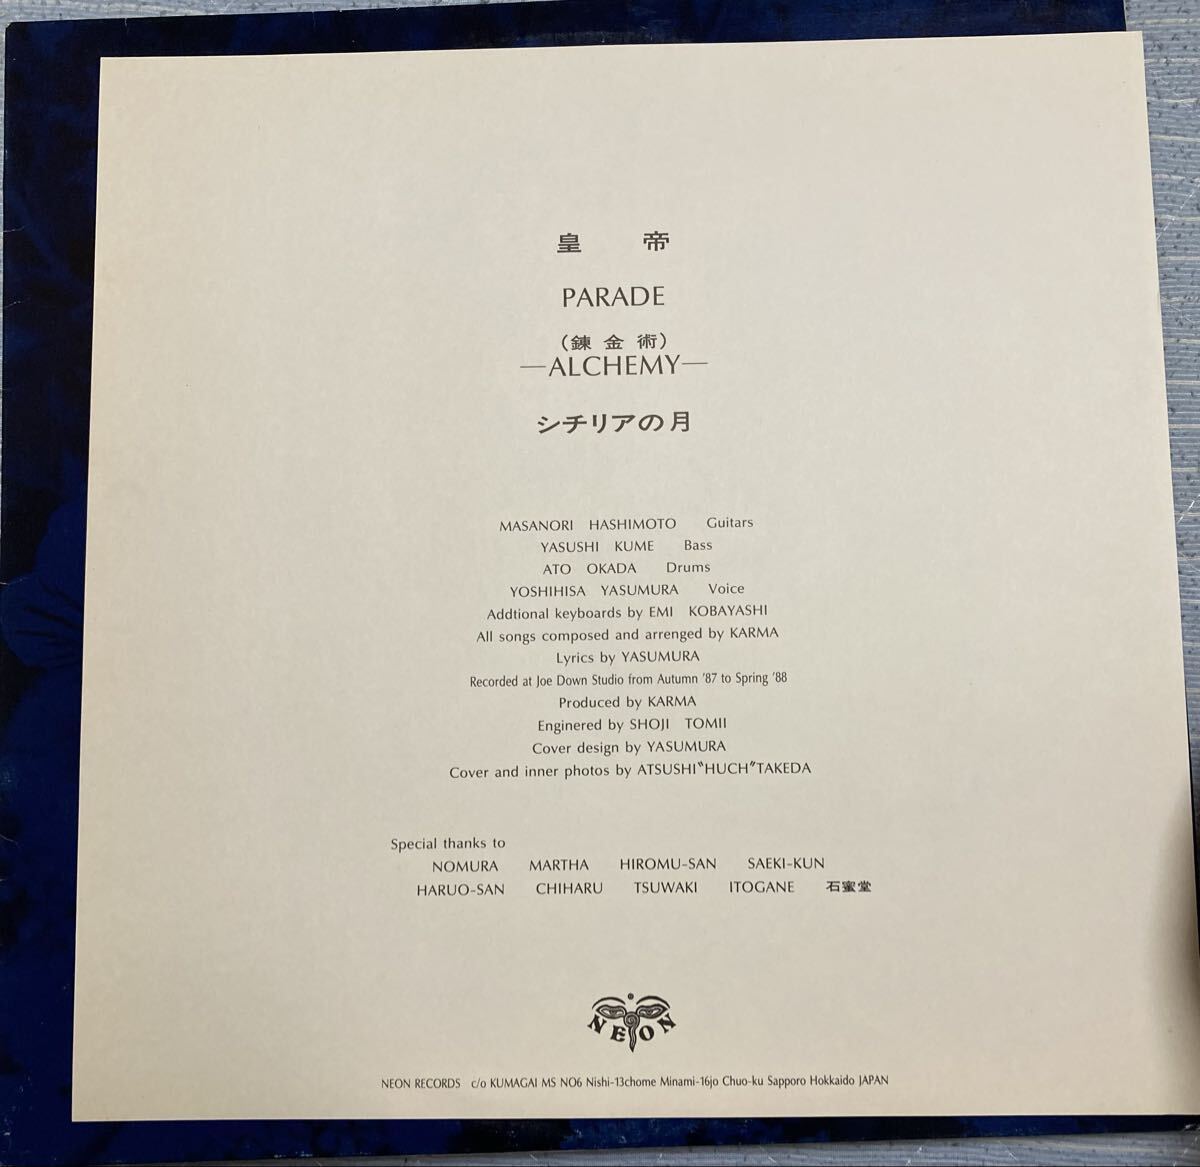 皇 帝
PARADE
(錬金術)
—ALCHEMY—
シチリアの月
MASANORI HASHIMOTO Guitars
YASUSHI KUME Bass
ATO OKADA Drums
YOSHIHISA YASUMURA Voice
Addtional keyboards by EMI KOBAYASHI
All songs composed and arrenged by KARMA
Lyrics by YASUMURA
Recorded at Joe Down Studio from Autumn '87 to Spring '88
Produced by KARMA
Enginered by SHOJI TOMII
Cover design by YASUMURA
Cover and inner photos by ATSUSHI〝HUCH〞TAKEDA
Special thanks to
NOMURA MARTHA HIROMU-SAN SAEKI-KUN
HARUO-SAN CHIHARU TSUWAKI ITOGANE 石蜜堂
NEON
NEON RECORDS c/o KUMAGAI MS NO6 Nishi-13chome Minami-16jo Chuo-ku Sapporo Hokkaido JAPAN